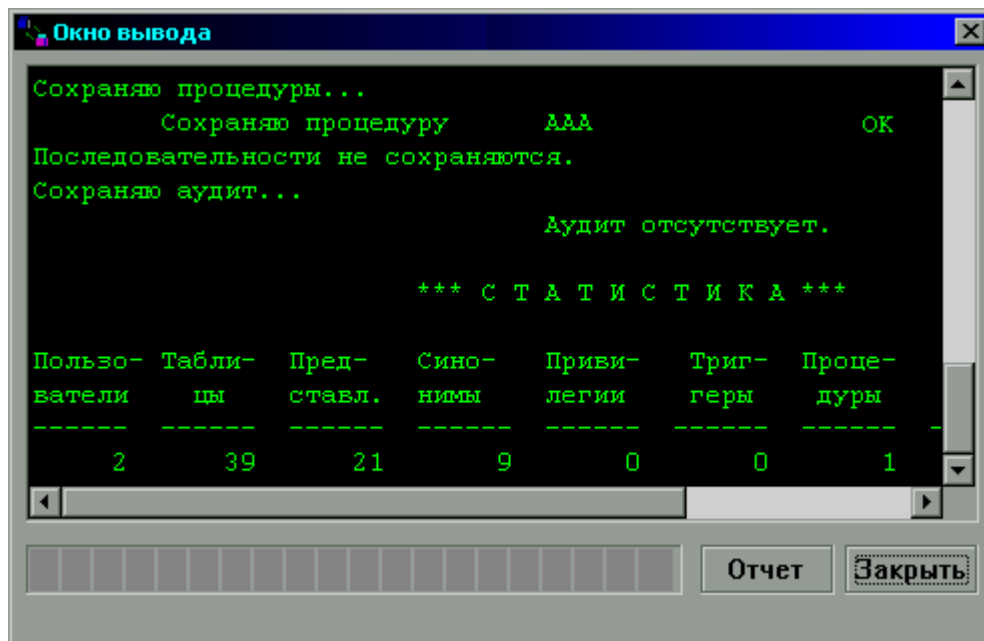 Окно вывода
Сохраняю процедуры...
Сохраняю процедуру AAA OK
Последовательности не сохраняются.
Сохраняю аудит...
Аудит отсутствует.
*** С Т А Т И С Т И К А ***
Пользо- Табли- Пред- Сино- Приви- Триг- Проце-
ватели цы ставл. нимы легии геры дуры
------ ------ ------ ------ ------ ------ ------ -
2 39 21 9 0 0 1
Отчет Закрыть